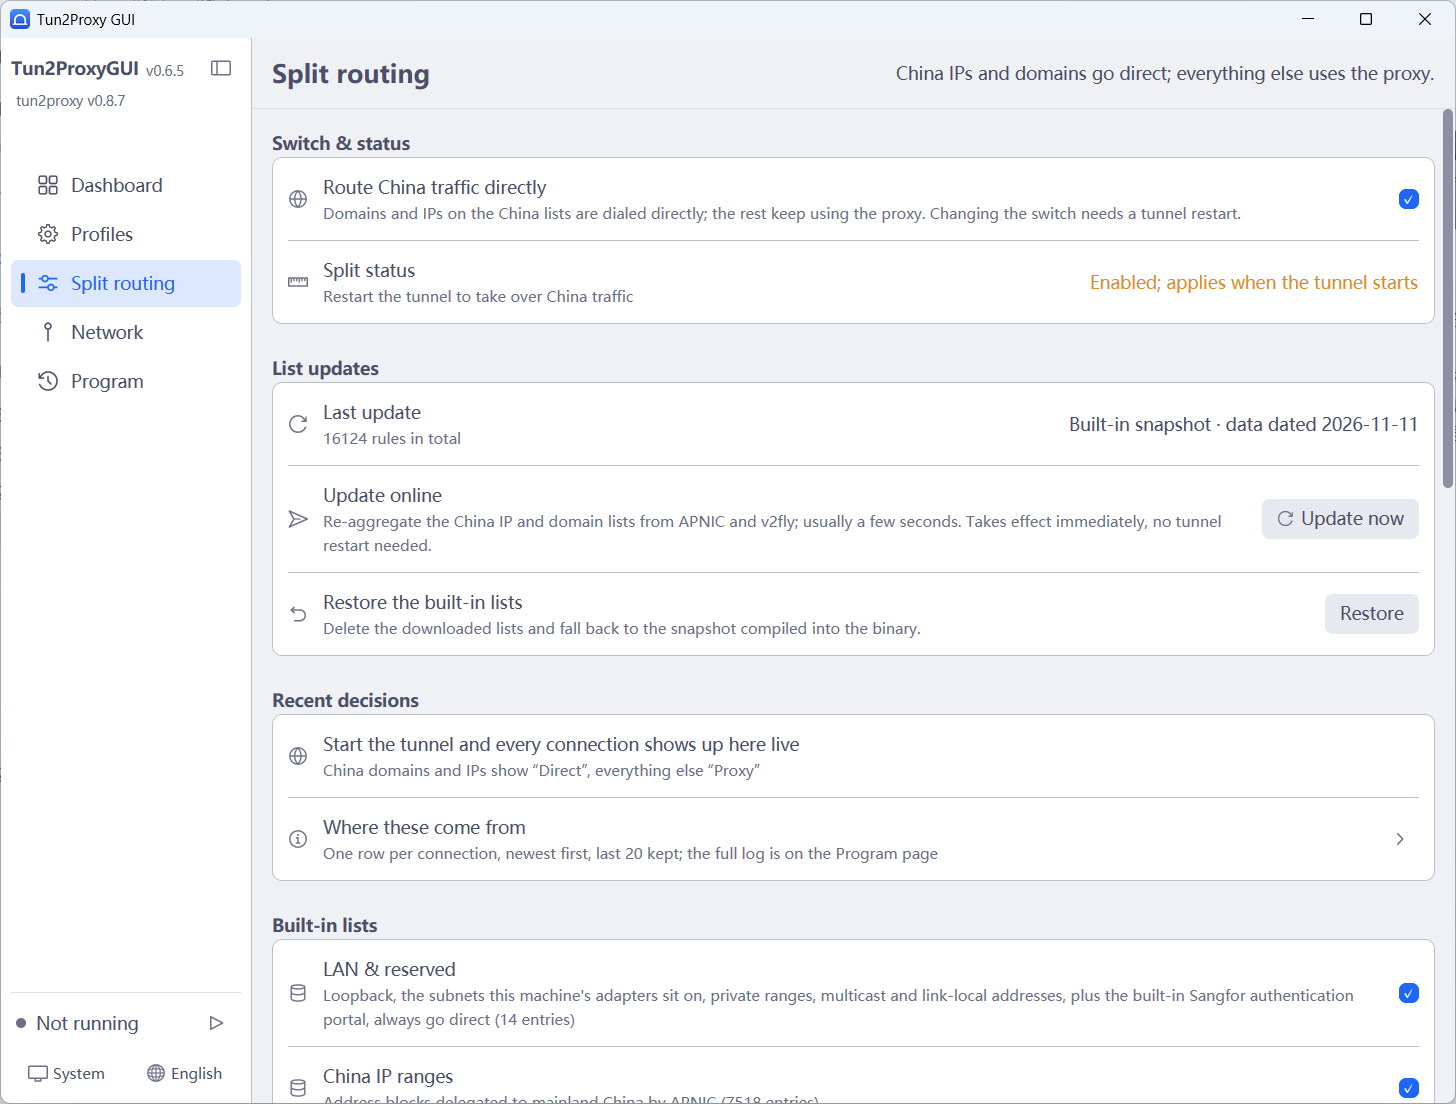 Tun2Proxy GUI
Tun2ProxyGUI v0.6.5
tun2proxy v0.8.7
Dashboard
Profiles
Split routing
Network
Program
Not running
System
English
Split routing
China IPs and domains go direct; everything else uses the proxy.
Switch & status
Route China traffic directly
Domains and IPs on the China lists are dialed directly; the rest keep using the proxy. Changing the switch needs a tunnel restart.
Split status
Restart the tunnel to take over China traffic
Enabled; applies when the tunnel starts
List updates
Last update
16124 rules in total
Built-in snapshot · data dated 2026-11-11
Update online
Re-aggregate the China IP and domain lists from APNIC and v2fly; usually a few seconds. Takes effect immediately, no tunnel
restart needed.
Update now
Restore the built-in lists
Delete the downloaded lists and fall back to the snapshot compiled into the binary.
Restore
Recent decisions
Start the tunnel and every connection shows up here live
China domains and IPs show “Direct”, everything else “Proxy”
Where these come from
One row per connection, newest first, last 20 kept; the full log is on the Program page
Built-in lists
LAN & reserved
Loopback, the subnets this machine's adapters sit on, private ranges, multicast and link-local addresses, plus the built-in Sangfor authentication
portal, always go direct (14 entries)
China IP ranges
Address blocks delegated to mainland China by APNIC (7518 entries)